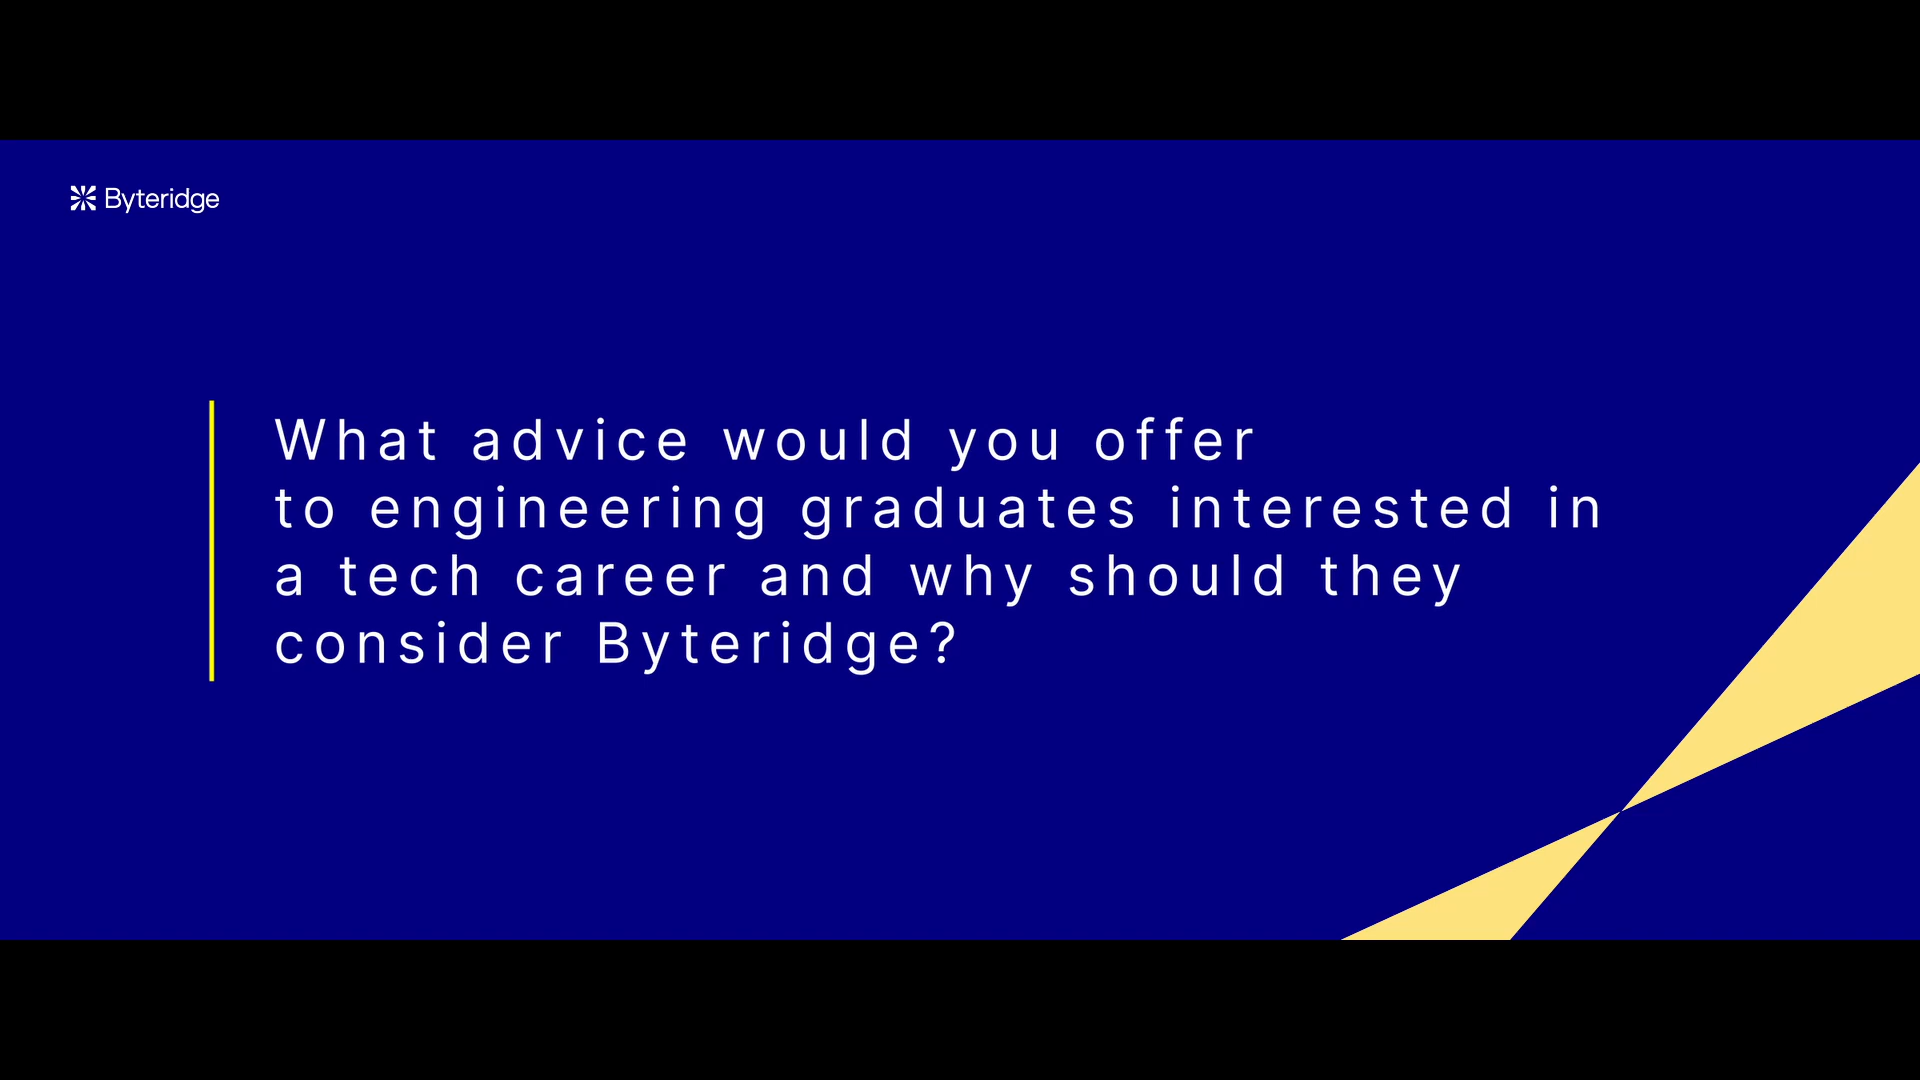 Byteridge
What advice would you offer
to engineering graduates interested in
a tech career and why should they
consider Byteridge?